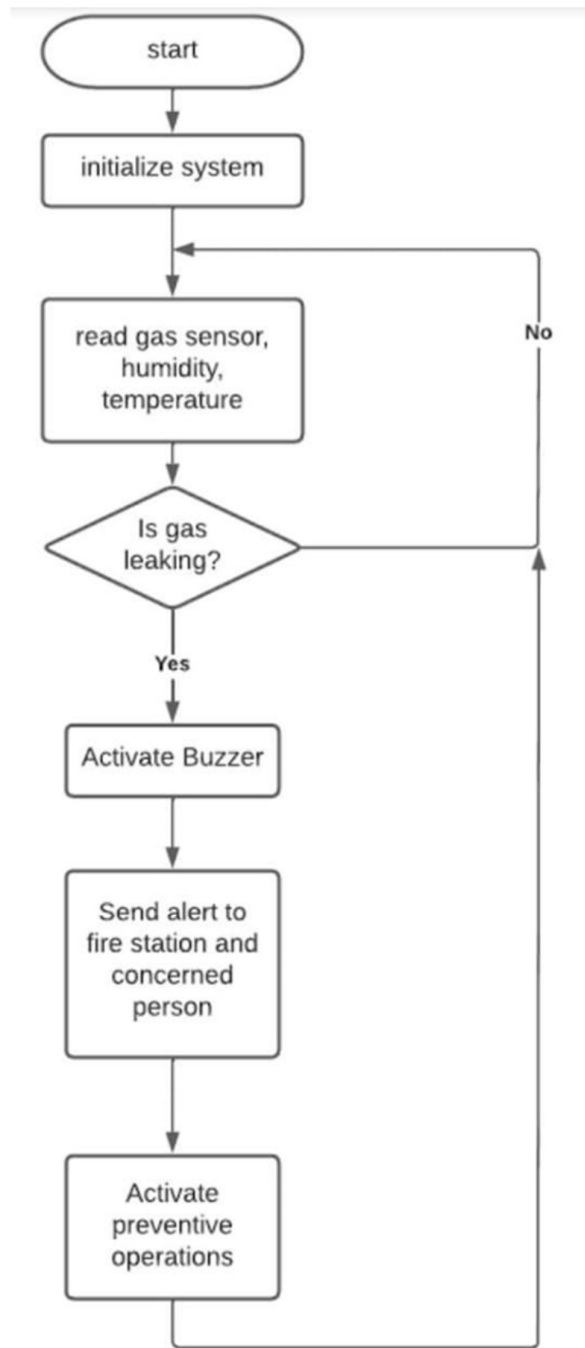 start
initialize system
read gas sensor,
humidity,
temperature
No
Is gas
leaking?
Yes
Activate Buzzer
Send alert to
fire station and
concerned
person
Activate
preventive
operations